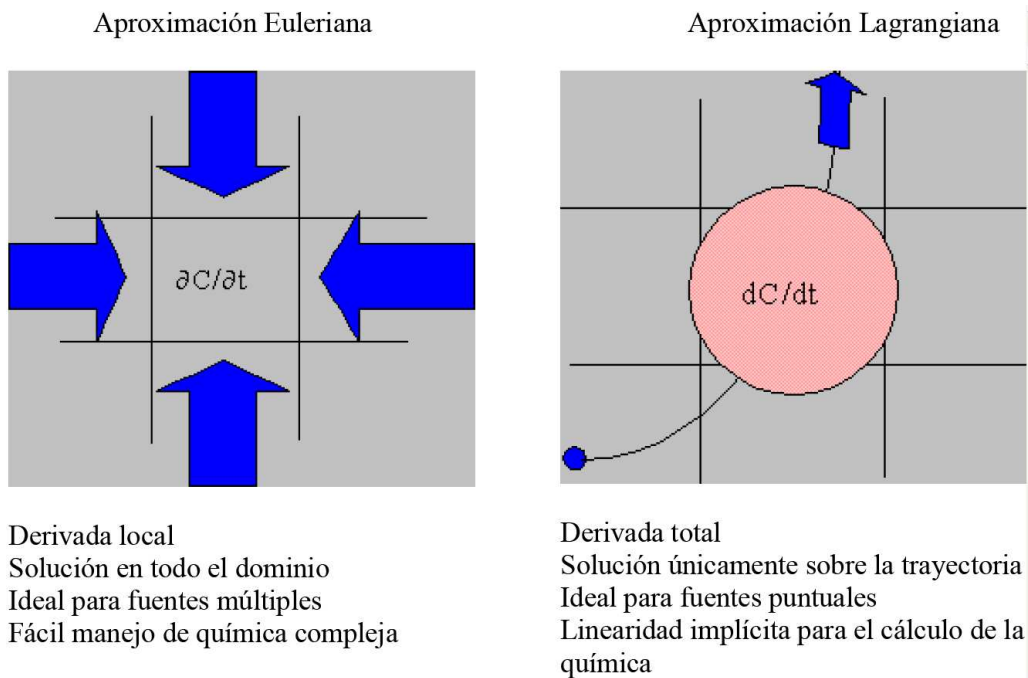 Aproximación Euleriana
∂C/∂t
Derivada local
Solución en todo el dominio
Ideal para fuentes múltiples
Fácil manejo de química compleja
Aproximación Lagrangiana
dC/dt
Derivada total
Solución únicamente sobre la trayectoria
Ideal para fuentes puntuales
Linearidad implícita para el cálculo de la
química